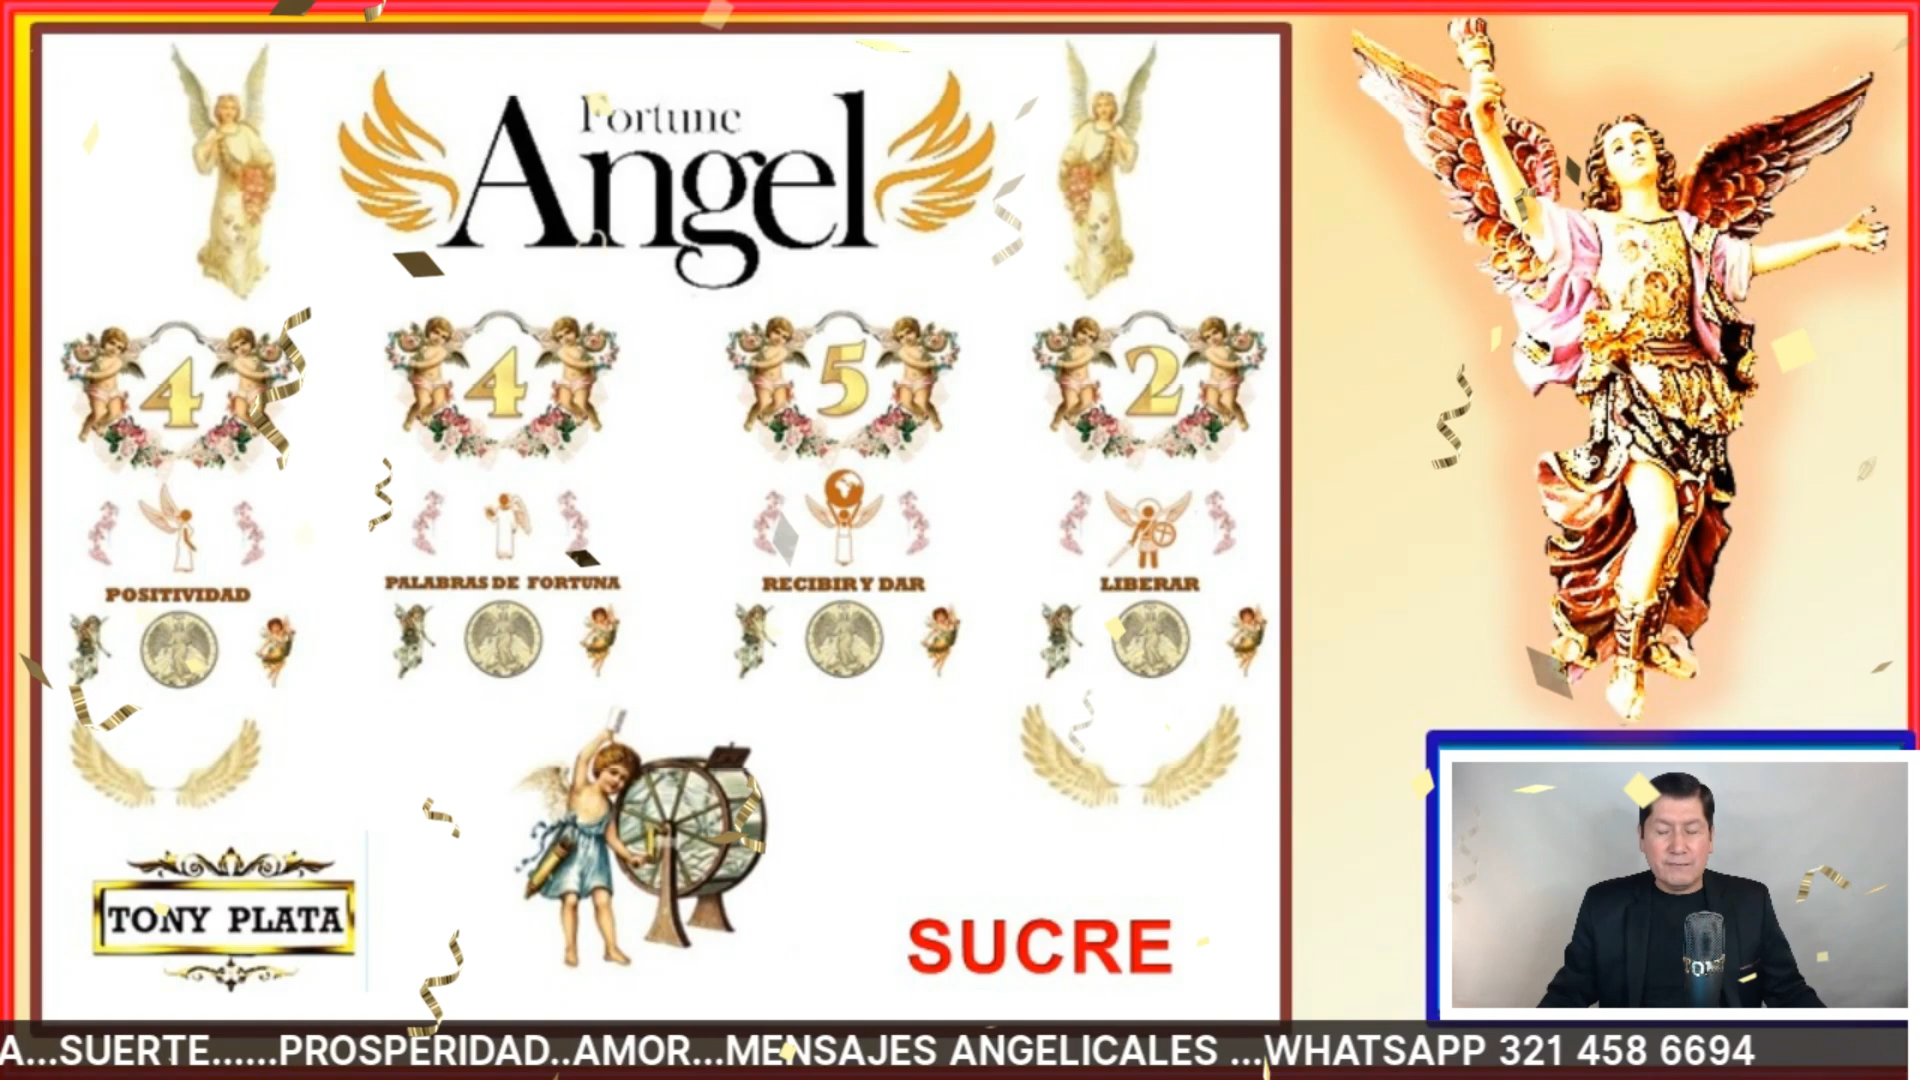 Fortune
Angel
4 4 5 2
POSITIVIDAD PALABRAS DE FORTUNA RECIBIR Y DAR LIBERAR
TONY PLATA
SUCRE
A...SUERTE......PROSPERIDAD..AMOR...MENSAJES ANGELICALES ...WHATSAPP 321 458 6694